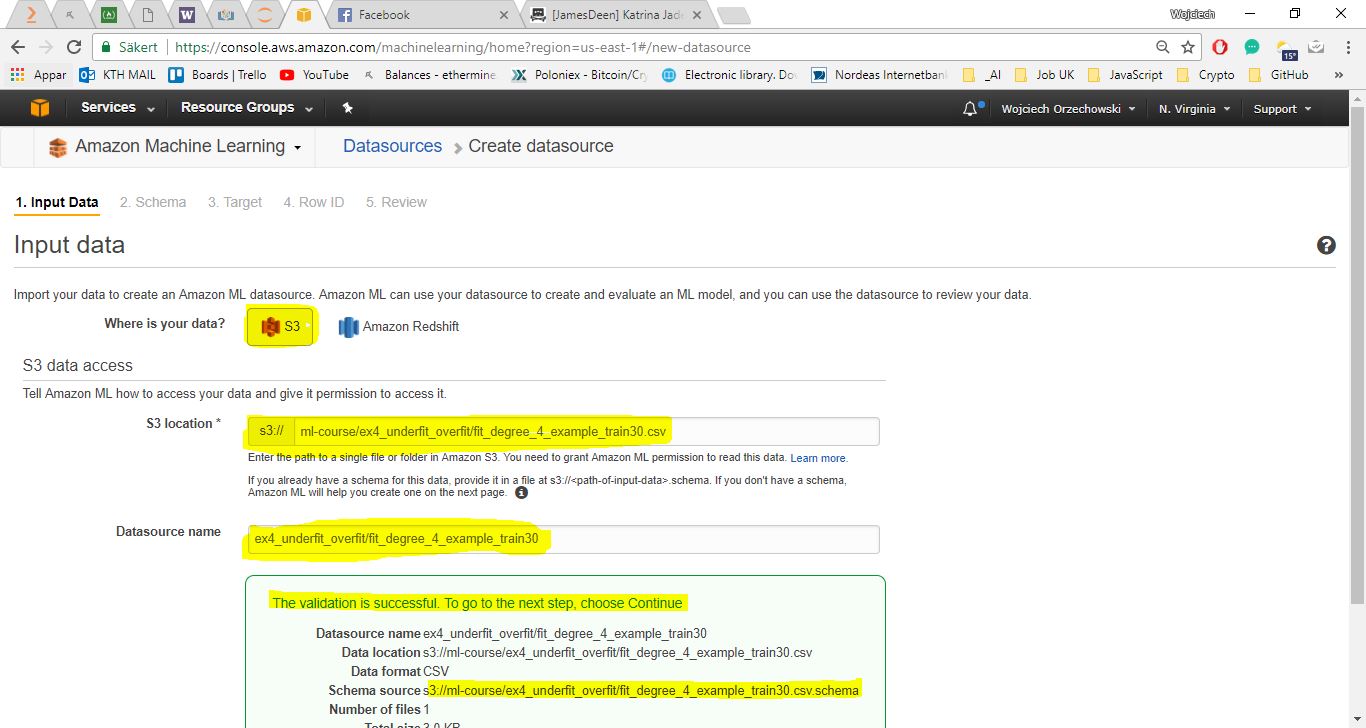 Facebook
[JamesDeen] Katrina Jade
Wojciech
Säkert
https://console.aws.amazon.com/machinelearning/home?region=us-east-1#/new-datasource
15°
Appar
KTH MAIL
Boards | Trello
YouTube
Balances - ethermine
Poloniex - Bitcoin/Cry
Electronic library. Do
Nordeas Internetban
_AI
Job UK
JavaScript
Crypto
GitHub
»
Services
Resource Groups
Wojciech Orzechowski
N. Virginia
Support
Amazon Machine Learning
Datasources
Create datasource
1. Input Data
2. Schema
3. Target
4. Row ID
5. Review
Input data
Import your data to create an Amazon ML datasource. Amazon ML can use your datasource to create and evaluate an ML model, and you can use the datasource to review your data.
Where is your data?
S3
Amazon Redshift
S3 data access
Tell Amazon ML how to access your data and give it permission to access it.
S3 location *
s3://
ml-course/ex4_underfit_overfit/fit_degree_4_example_train30.csv
Enter the path to a single file or folder in Amazon S3. You need to grant Amazon ML permission to read this data. Learn more.
If you already have a schema for this data, provide it in a file at s3://<path-of-input-data>.schema. If you don't have a schema,
Amazon ML will help you create one on the next page.
Datasource name
ex4_underfit_overfit/fit_degree_4_example_train30
The validation is successful. To go to the next step, choose Continue
Datasource name ex4_underfit_overfit/fit_degree_4_example_train30
Data location s3://ml-course/ex4_underfit_overfit/fit_degree_4_example_train30.csv
Data format CSV
Schema source s3://ml-course/ex4_underfit_overfit/fit_degree_4_example_train30.csv.schema
Number of files 1
Total size 3.0 KB